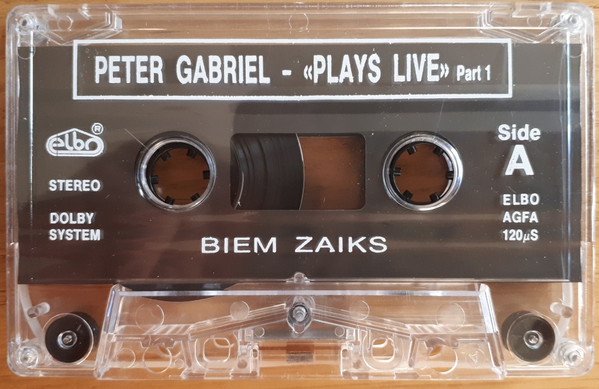 PETER GABRIEL - «PLAYS LIVE» Part 1
elbo®
Side
A
STEREO
DOLBY
SYSTEM
ELBO
AGFA
120µS
BIEM ZAIKS